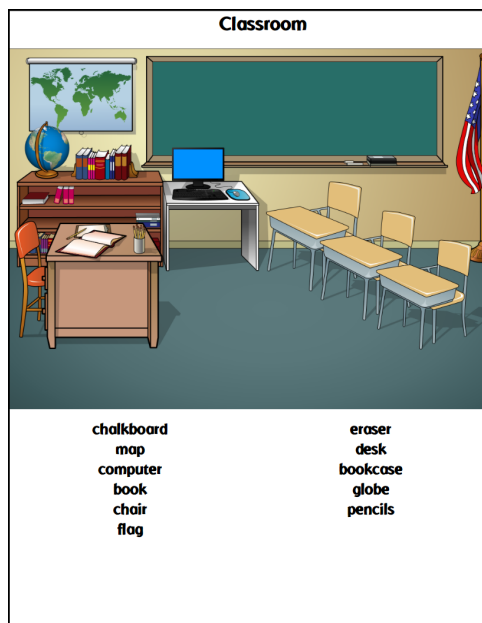 Classroom
chalkboard
map
computer
book
chair
flag
eraser
desk
bookcase
globe
pencils